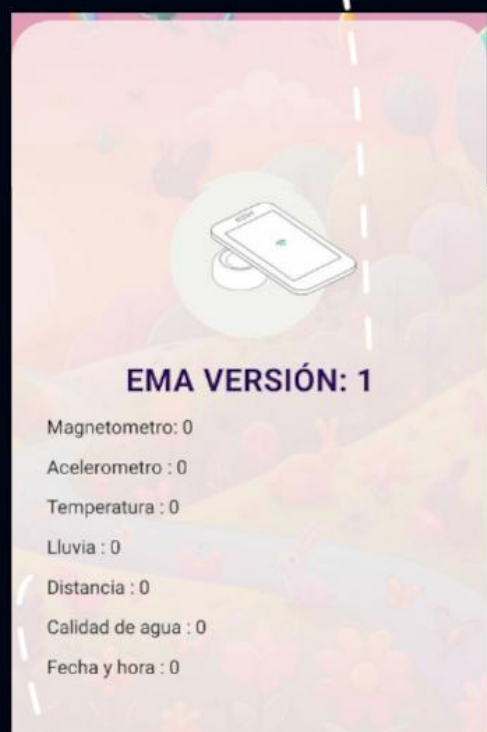 EMA VERSIÓN: 1
Magnetometro: 0
Acelerometro : 0
Temperatura : 0
Lluvia : 0
Distancia : 0
Calidad de agua : 0
Fecha y hora : 0